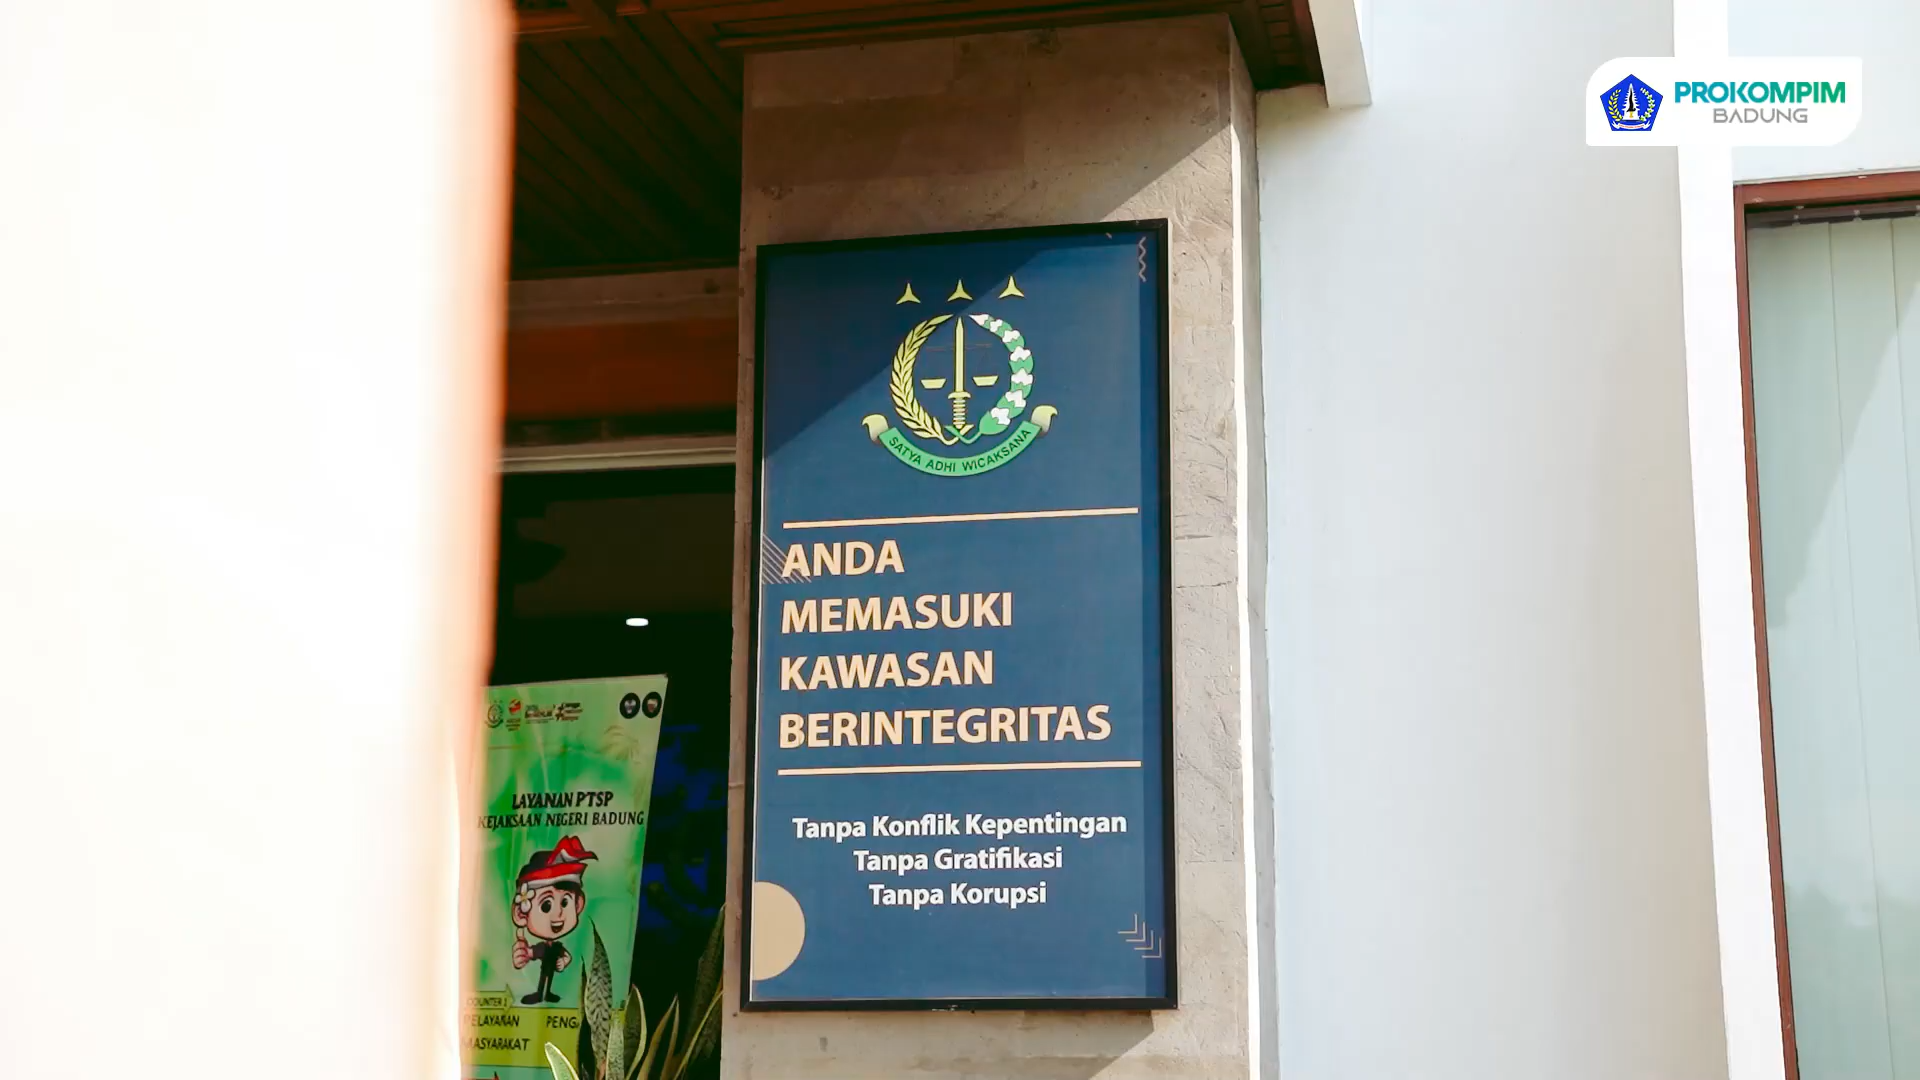 PROKOMPIM
BADUNG
SATYA ADHI WICAKSANA
ANDA
MEMASUKI
KAWASAN
BERINTEGRITAS
Tanpa Konflik Kepentingan
Tanpa Gratifikasi
Tanpa Korupsi
LAYANAN PTSP
KEJAKSAAN NEGERI BADUNG
COUNTER 1
PELAYANAN PENGA
MASYARAKAT